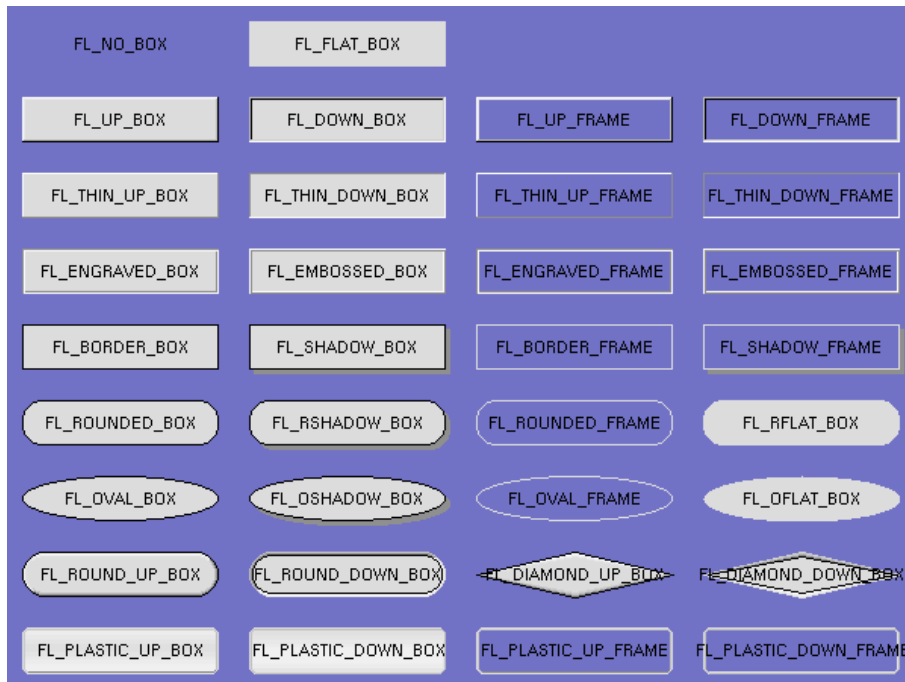 FL_NO_BOX FL_FLAT_BOX
FL_UP_BOX FL_DOWN_BOX FL_UP_FRAME FL_DOWN_FRAME
FL_THIN_UP_BOX FL_THIN_DOWN_BOX FL_THIN_UP_FRAME FL_THIN_DOWN_FRAME
FL_ENGRAVED_BOX FL_EMBOSSED_BOX FL_ENGRAVED_FRAME FL_EMBOSSED_FRAME
FL_BORDER_BOX FL_SHADOW_BOX FL_BORDER_FRAME FL_SHADOW_FRAME
FL_ROUNDED_BOX FL_RSHADOW_BOX FL_ROUNDED_FRAME FL_RFLAT_BOX
FL_OVAL_BOX FL_OSHADOW_BOX FL_OVAL_FRAME FL_OFLAT_BOX
FL_ROUND_UP_BOX FL_ROUND_DOWN_BOX FL_DIAMOND_UP_BOX FL_DIAMOND_DOWN_BOX
FL_PLASTIC_UP_BOX FL_PLASTIC_DOWN_BOX FL_PLASTIC_UP_FRAME FL_PLASTIC_DOWN_FRAME